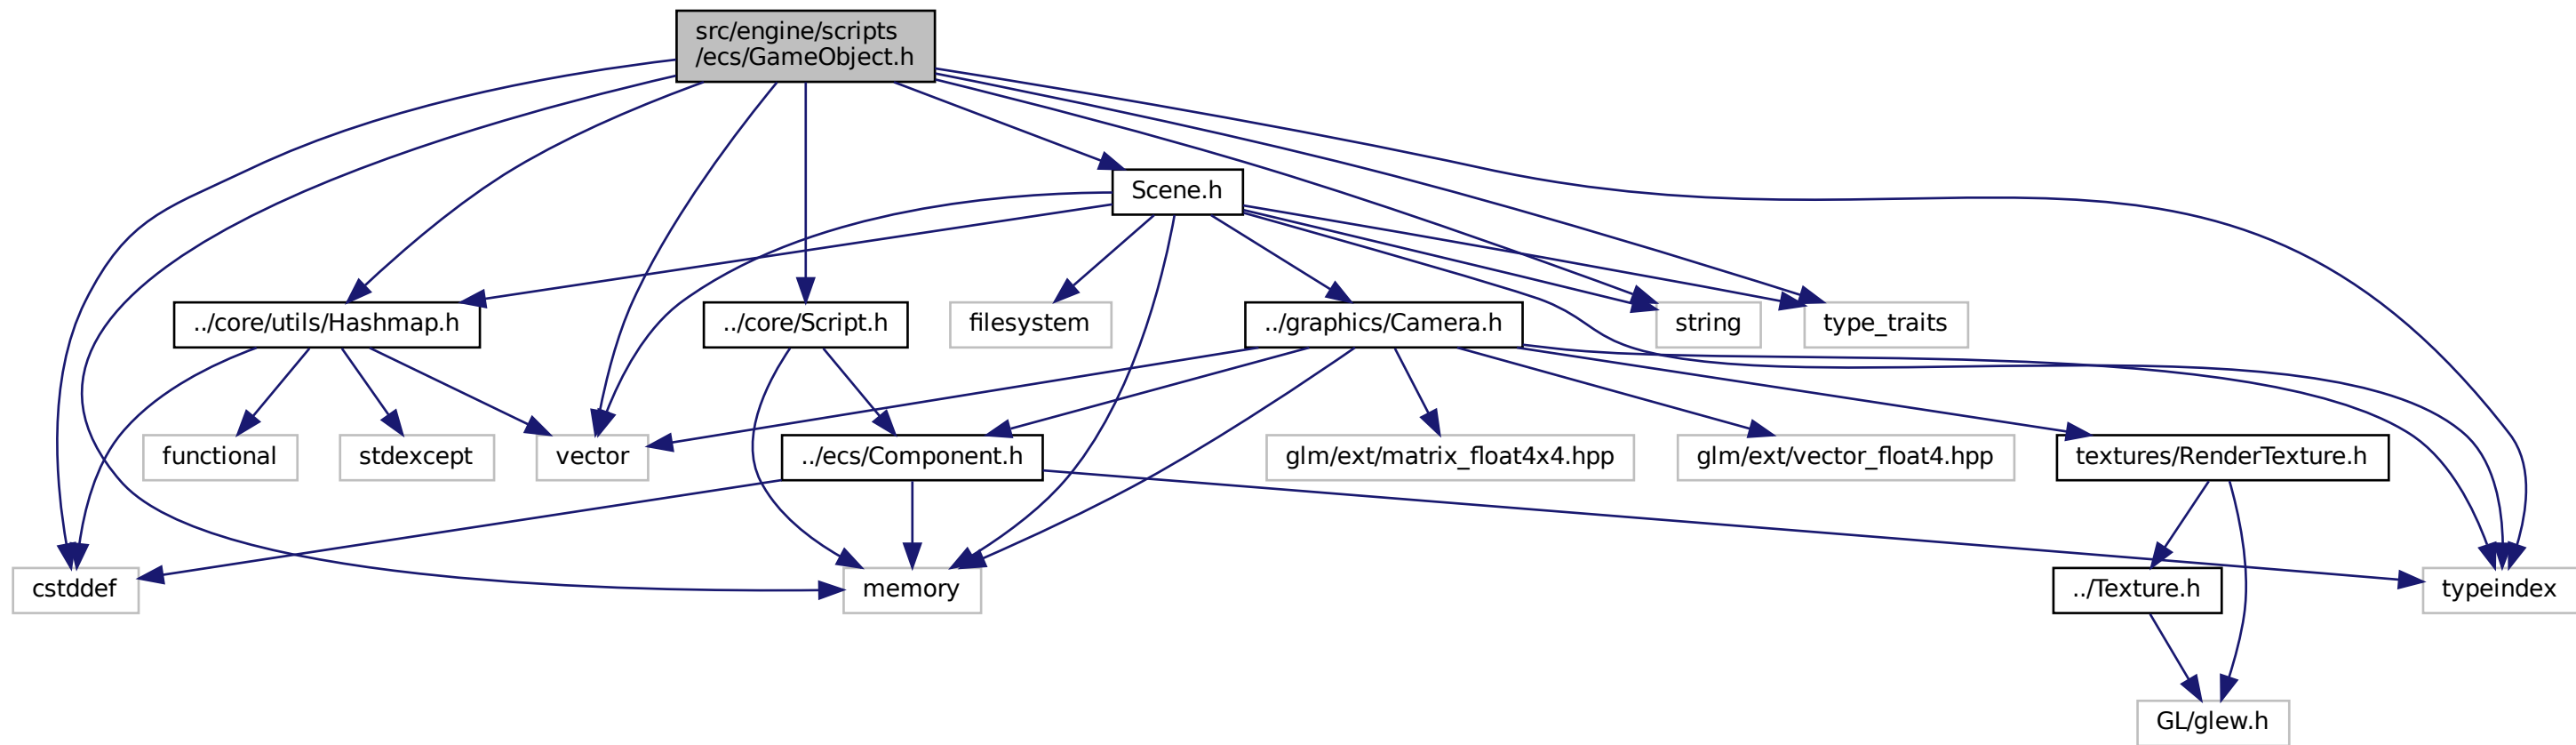 src/engine/scripts
/ecs/GameObject.h
Scene.h
../core/utils/Hashmap.h
../core/Script.h
filesystem
../graphics/Camera.h
string
type_traits
functional
stdexcept
vector
../ecs/Component.h
glm/ext/matrix_float4x4.hpp
glm/ext/vector_float4.hpp
textures/RenderTexture.h
cstddef
memory
../Texture.h
typeindex
GL/glew.h